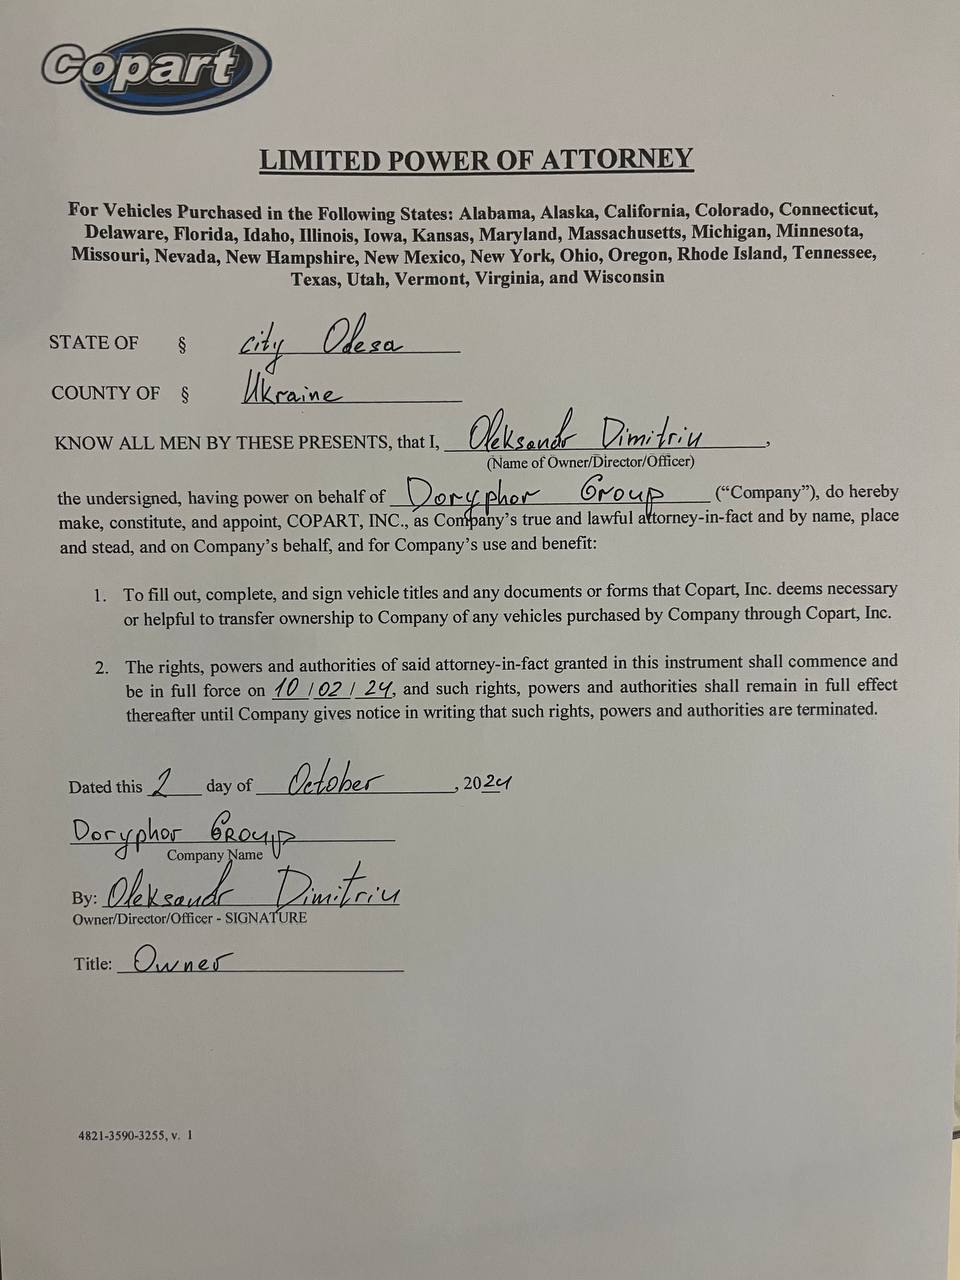 Copart
LIMITED POWER OF ATTORNEY
For Vehicles Purchased in the Following States: Alabama, Alaska, California, Colorado, Connecticut,
Delaware, Florida, Idaho, Illinois, Iowa, Kansas, Maryland, Massachusetts, Michigan, Minnesota,
Missouri, Nevada, New Hampshire, New Mexico, New York, Ohio, Oregon, Rhode Island, Tennessee,
Texas, Utah, Vermont, Virginia, and Wisconsin
STATE OF § city Odesa
COUNTY OF § Ukraine
KNOW ALL MEN BY THESE PRESENTS, that I, Oleksandr Dimitriu,
(Name of Owner/Director/Officer)
the undersigned, having power on behalf of Doryphor Group (“Company”), do hereby
make, constitute, and appoint, COPART, INC., as Company’s true and lawful attorney-in-fact and by name, place
and stead, and on Company’s behalf, and for Company’s use and benefit:
1. To fill out, complete, and sign vehicle titles and any documents or forms that Copart, Inc. deems necessary
or helpful to transfer ownership to Company of any vehicles purchased by Company through Copart, Inc.
2. The rights, powers and authorities of said attorney-in-fact granted in this instrument shall commence and
be in full force on 10 / 02 / 24, and such rights, powers and authorities shall remain in full effect
thereafter until Company gives notice in writing that such rights, powers and authorities are terminated.
Dated this 2 day of October, 2024
Doryphor Group
Company Name
By: Oleksandr Dimitriu
Owner/Director/Officer - SIGNATURE
Title: Owner
4821-3590-3255, v. 1